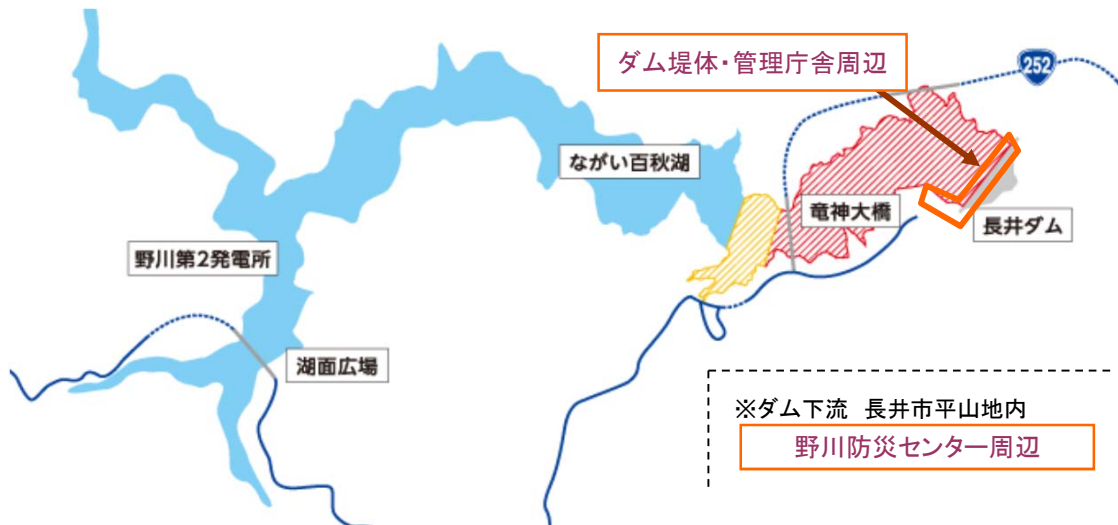 ダム堤体・管理庁舎周辺
252
ながい百秋湖
竜神大橋
長井ダム
野川第2発電所
湖面広場
※ダム下流 長井市平山地内
野川防災センター周辺